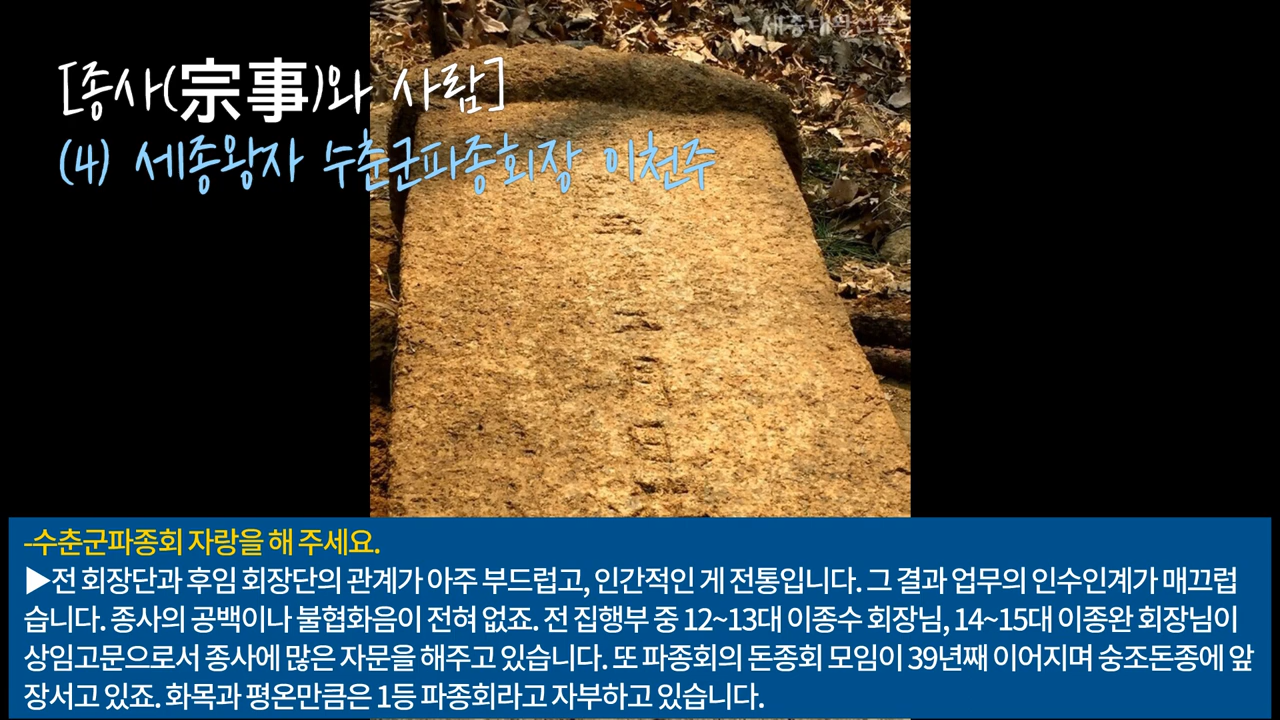 세종대왕신문
[종사(宗事)와 사람]
(4) 세종왕자 수춘군파종회장 이천주
-수춘군파종회 자랑을 해 주세요.
▶전 회장단과 후임 회장단의 관계가 아주 부드럽고, 인간적인 게 전통입니다. 그 결과 업무의 인수인계가 매끄럽
습니다. 종사의 공백이나 불협화음이 전혀 없죠. 전 집행부 중 12~13대 이종수 회장님, 14~15대 이종완 회장님이
상임고문으로서 종사에 많은 자문을 해주고 있습니다. 또 파종회의 돈종회 모임이 39년째 이어지며 숭조돈종에 앞
장서고 있죠. 화목과 평온만큼은 1등 파종회라고 자부하고 있습니다.